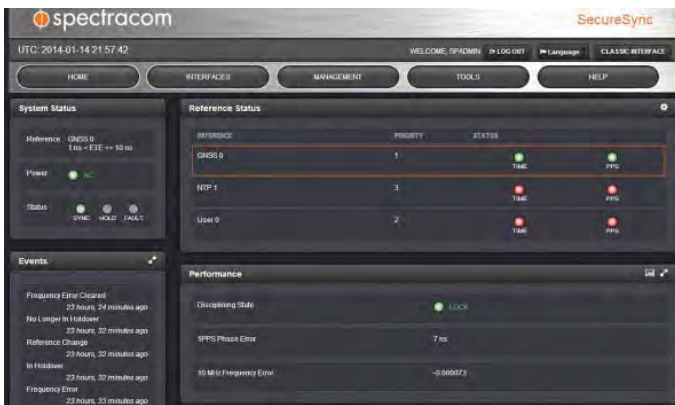 spectracom
SecureSync
UTC: 2014-01-14 21:57:42
WELCOME, SPADMIN LOG OUT Language CLASSIC INTERFACE
HOME INTERFACES MANAGEMENT TOOLS HELP
System Status
Reference GNSS 0
1 ns < ETE <= 10 ns
Power AC
Status
SYNC HOLD FAULT
Reference Status
REFERENCE PRIORITY STATUS
GNSS 0 1
TIME PPS
NTP 1 3
TIME PPS
User 0 2
TIME PPS
Events
Frequency Error Cleared
23 hours, 24 minutes ago
No Longer In Holdover
23 hours, 32 minutes ago
Reference Change
23 hours, 32 minutes ago
In Holdover
23 hours, 32 minutes ago
Frequency Error
23 hours, 33 minutes ago
Performance
Disciplining State LOCK
1PPS Phase Error 7 ns
10 MHz Frequency Error -0.000073